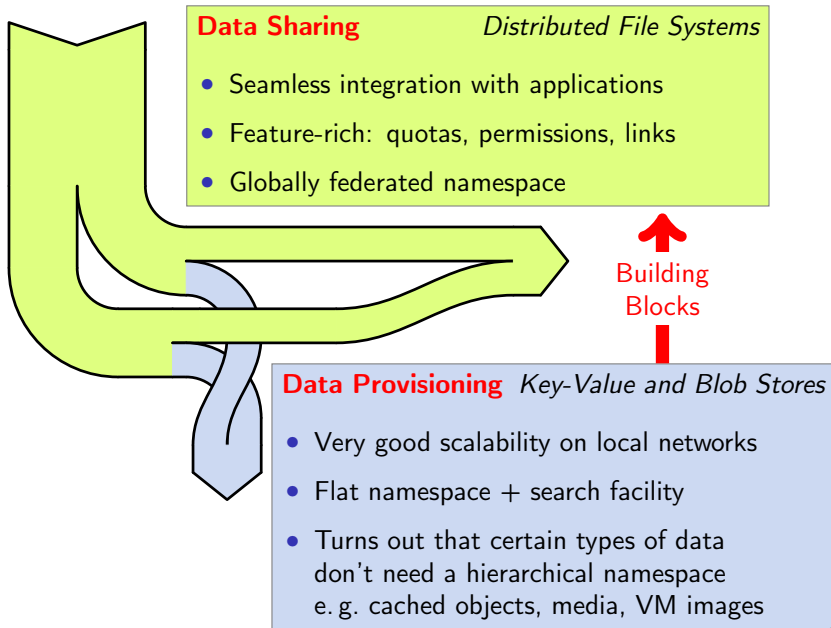 Data Sharing Distributed File Systems
• Seamless integration with applications
• Feature-rich: quotas, permissions, links
• Globally federated namespace
Building
Blocks
Data Provisioning Key-Value and Blob Stores
• Very good scalability on local networks
• Flat namespace + search facility
• Turns out that certain types of data
don't need a hierarchical namespace
e. g. cached objects, media, VM images